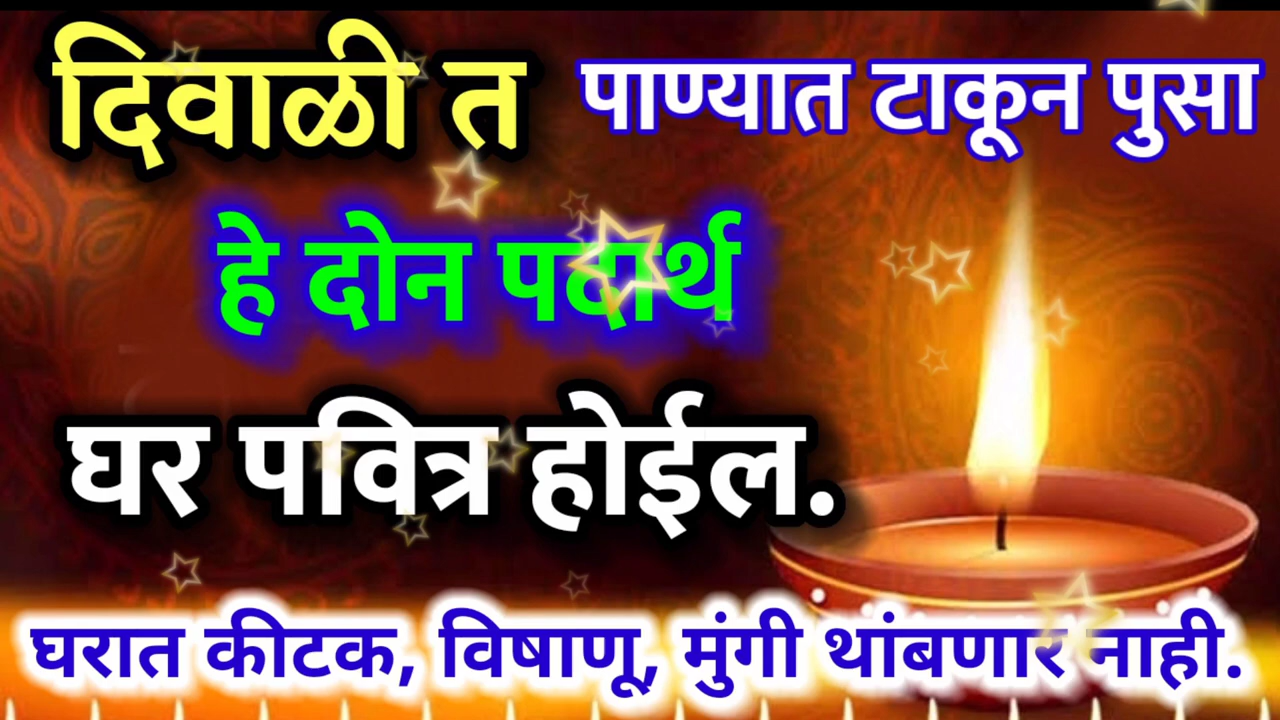 दिवाळी त पाण्यात टाकून पुसा
हे दोन पदार्थ
घर पवित्र होईल.
घरात कीटक, विषाणू, मुंगी थांबणार नाही.